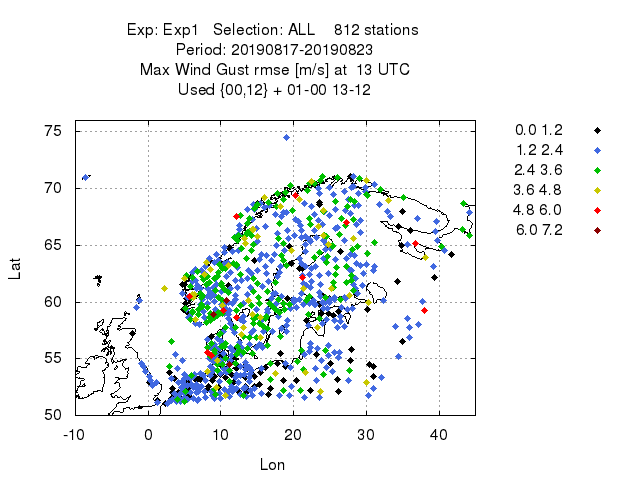 Exp: Exp1 Selection: ALL 812 stations
Period: 20190817-20190823
Max Wind Gust rmse [m/s] at 13 UTC
Used {00,12} + 01-00 13-12
75
70
65
60
55
50
Lat
-10 0 10 20 30 40
Lon
0.0 1.2
1.2 2.4
2.4 3.6
3.6 4.8
4.8 6.0
6.0 7.2